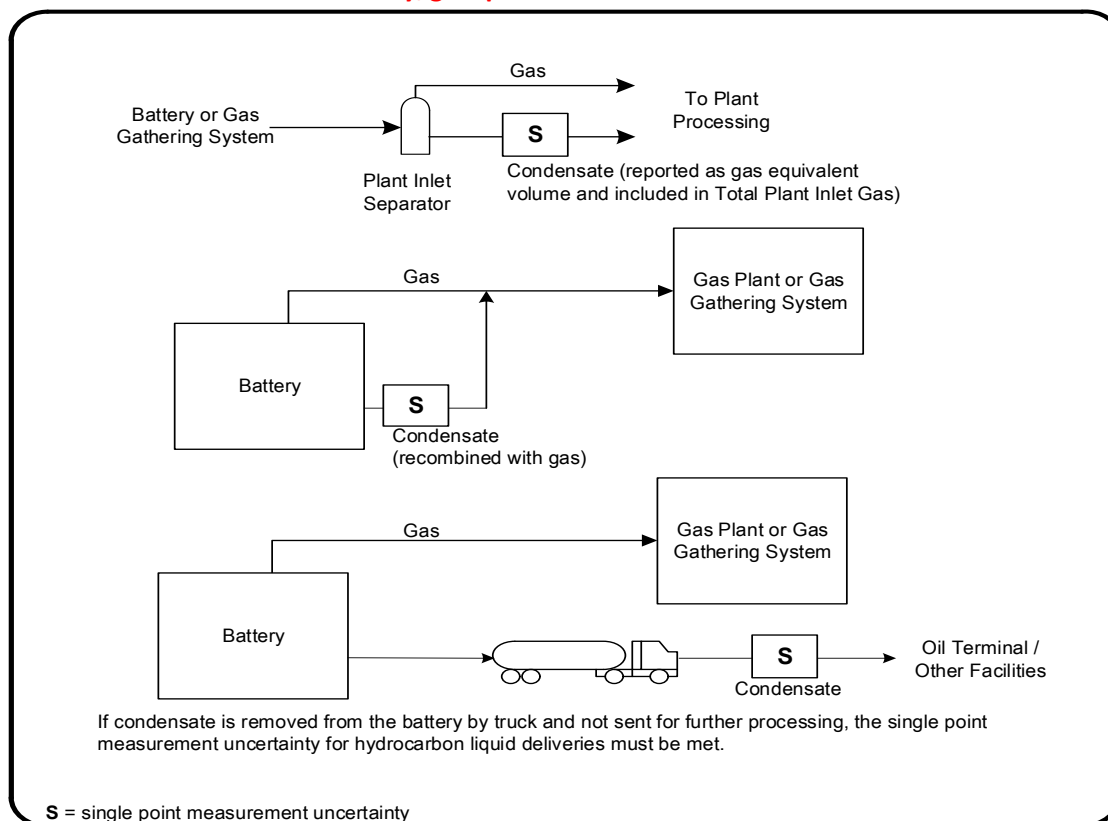 Gas
Battery or Gas
Gathering System
To Plant
Processing
S
Plant Inlet
Separator
Condensate (reported as gas equivalent
volume and included in Total Plant Inlet Gas)
Gas
Gas Plant or Gas
Gathering System
Battery
S
Condensate
(recombined with gas)
Gas
Gas Plant or Gas
Gathering System
Battery
S
Condensate
Oil Terminal /
Other Facilities
If condensate is removed from the battery by truck and not sent for further processing, the single point
measurement uncertainty for hydrocarbon liquid deliveries must be met.
S = single point measurement uncertainty